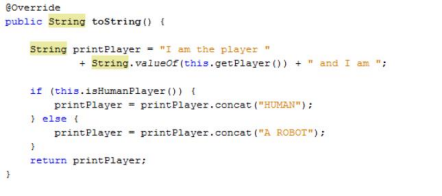 @Override
public String toString() {
String printPlayer = "I am the player "
+ String.valueOf(this.getPlayer()) + " and I am ";
if (this.isHumanPlayer()) {
printPlayer = printPlayer.concat("HUMAN");
} else {
printPlayer = printPlayer.concat("A ROBOT");
}
return printPlayer;
}